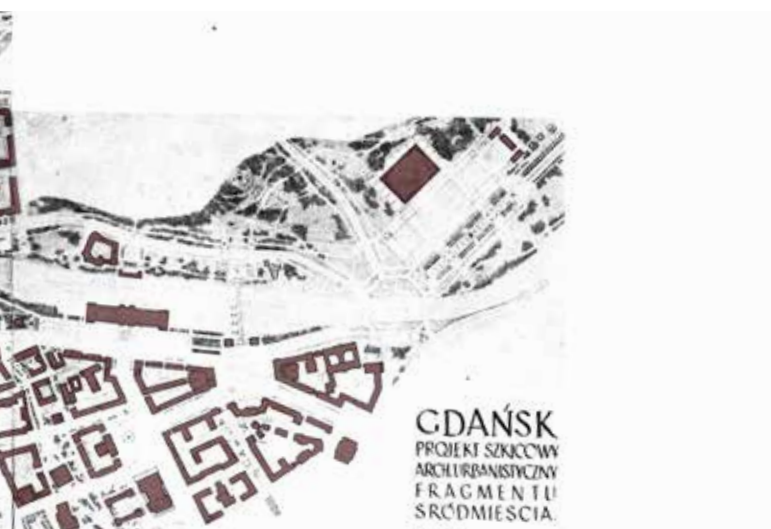 GDAŃSK
PROJEKT SZKICOWY
ARCH.URBANISTYCZNY
FRAGMENTU
ŚRÓDMIEŚCIA.